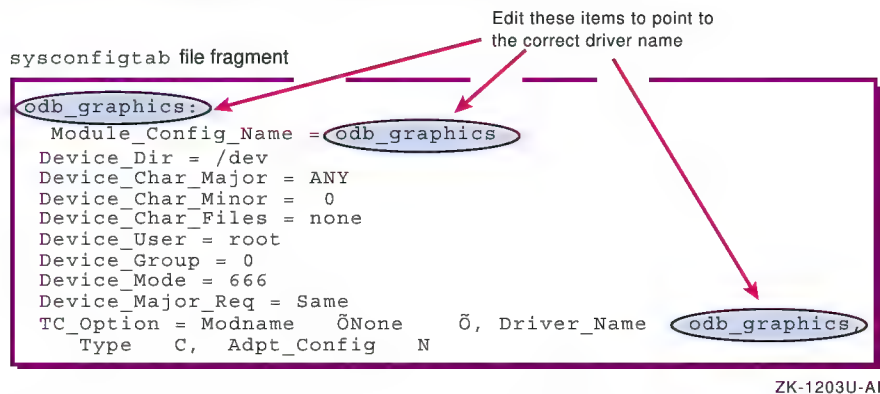 Edit these items to point to
the correct driver name
sysconfigtab file fragment
odb_graphics:
Module_Config_Name = odb_graphics
Device_Dir = /dev
Device_Char_Major = ANY
Device_Char_Minor = 0
Device_Char_Files = none
Device_User = root
Device_Group = 0
Device_Mode = 666
Device_Major_Req = Same
TC_Option = Modname ÕNone Õ, Driver_Name odb_graphics,
Type C, Adpt_Config N
ZK-1203U-AI